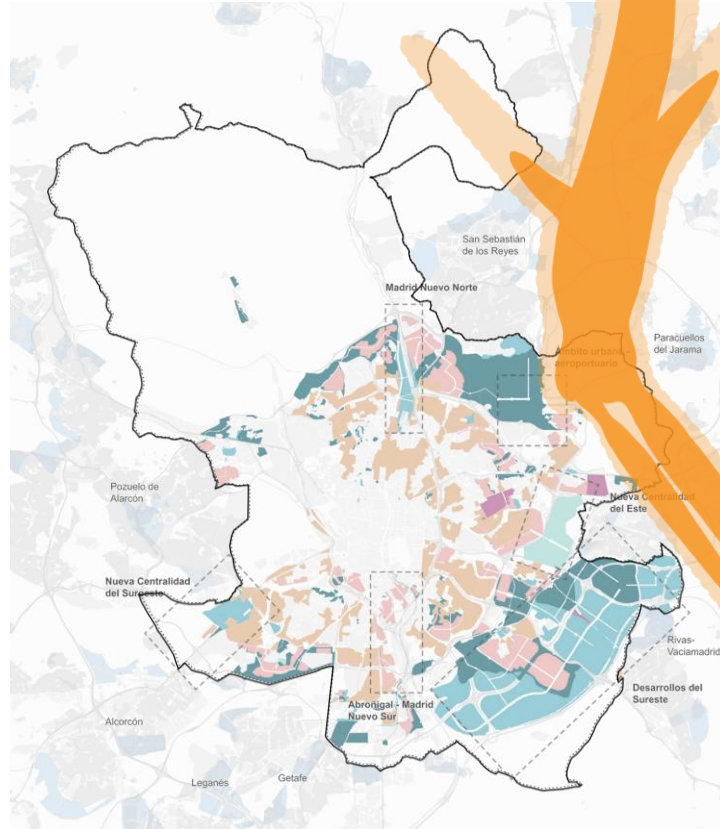 San Sebastián
de los Reyes
Madrid Nuevo Norte
Paracuellos
del Jarama
Ámbito urbano -
aeroportuario
Pozuelo de
Alarcón
Nueva Centralidad
del Este
Nueva Centralidad
del Suroeste
Rivas-
Vaciamadrid
Desarrollos del
Sureste
Abroñigal - Madrid
Nuevo Sur
Alcorcón
Getafe
Leganés